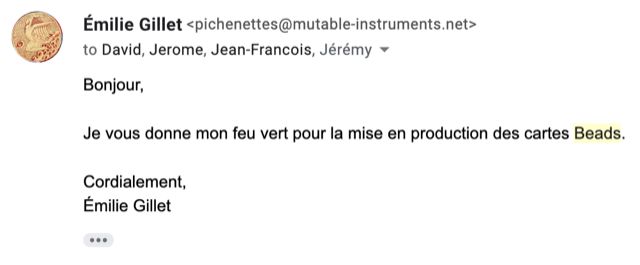 Émilie Gillet <pichenettes@mutable-instruments.net>
to David, Jerome, Jean-Francois, Jérémy
Bonjour,
Je vous donne mon feu vert pour la mise en production des cartes Beads.
Cordialement,
Émilie Gillet